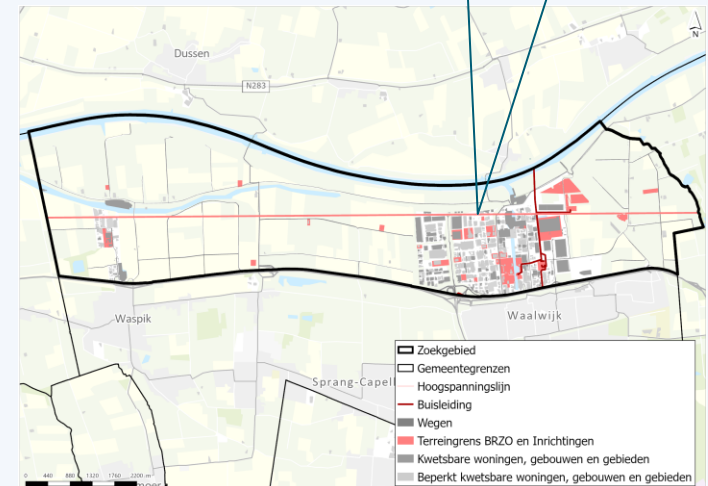 N
Dussen
N283
Waspik
Waalwijk
Sprang-Capell
Zoekgebied
Gemeentegrenzen
Hoogspanningslijn
Buisleiding
Wegen
Terreingrens BRZO en Inrichtingen
Kwetsbare woningen, gebouwen en gebieden
Beperkt kwetsbare woningen, gebouwen en gebieden
0 440 880 1320 1760 2200 m